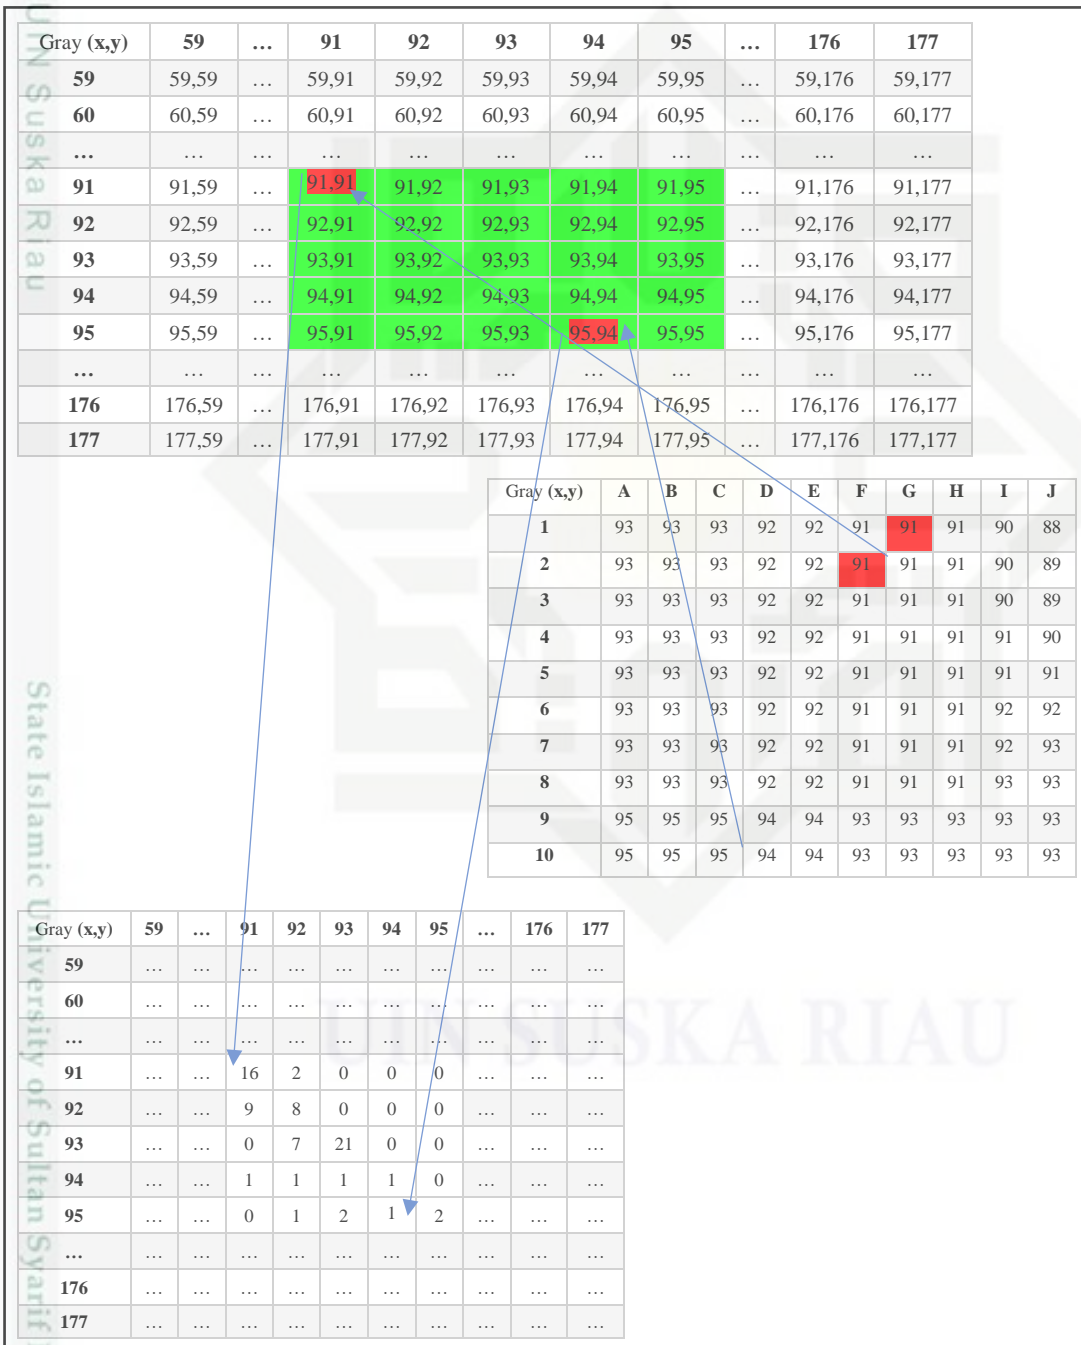 Gray (x,y) 59 … 91 92 93 94 95 … 176 177
59 59,59 … 59,91 59,92 59,93 59,94 59,95 … 59,176 59,177
60 60,59 … 60,91 60,92 60,93 60,94 60,95 … 60,176 60,177
… … … … … … … … … … …
91 91,59 … 91,91 91,92 91,93 91,94 91,95 … 91,176 91,177
92 92,59 … 92,91 92,92 92,93 92,94 92,95 … 92,176 92,177
93 93,59 … 93,91 93,92 93,93 93,94 93,95 … 93,176 93,177
94 94,59 … 94,91 94,92 94,93 94,94 94,95 … 94,176 94,177
95 95,59 … 95,91 95,92 95,93 95,94 95,95 … 95,176 95,177
… … … … … … … … … … …
176 176,59 … 176,91 176,92 176,93 176,94 176,95 … 176,176 176,177
177 177,59 … 177,91 177,92 177,93 177,94 177,95 … 177,176 177,177
Gray (x,y) A B C D E F G H I J
1 93 93 93 92 92 91 91 91 90 88
2 93 93 93 92 92 91 91 91 90 89
3 93 93 93 92 92 91 91 91 90 89
4 93 93 93 92 92 91 91 91 91 90
5 93 93 93 92 92 91 91 91 91 91
6 93 93 93 92 92 91 91 91 92 92
7 93 93 93 92 92 91 91 91 92 93
8 93 93 93 92 92 91 91 91 93 93
9 95 95 95 94 94 93 93 93 93 93
10 95 95 95 94 94 93 93 93 93 93
Gray (x,y) 59 … 91 92 93 94 95 … 176 177
59 … … … … … … … … … …
60 … … … … … … … … … …
… … … … … … … … … … …
91 … … 16 2 0 0 0 … … …
92 … … 9 8 0 0 0 … … …
93 … … 0 7 21 0 0 … … …
94 … … 1 1 1 1 0 … … …
95 … … 0 1 2 1 2 … … …
… … … … … … … … … … …
176 … … … … … … … … … …
177 … … … … … … … … … …
UIN Suska Riau
State Islamic University of Sultan Syarif
UIN SUSKA RIAU